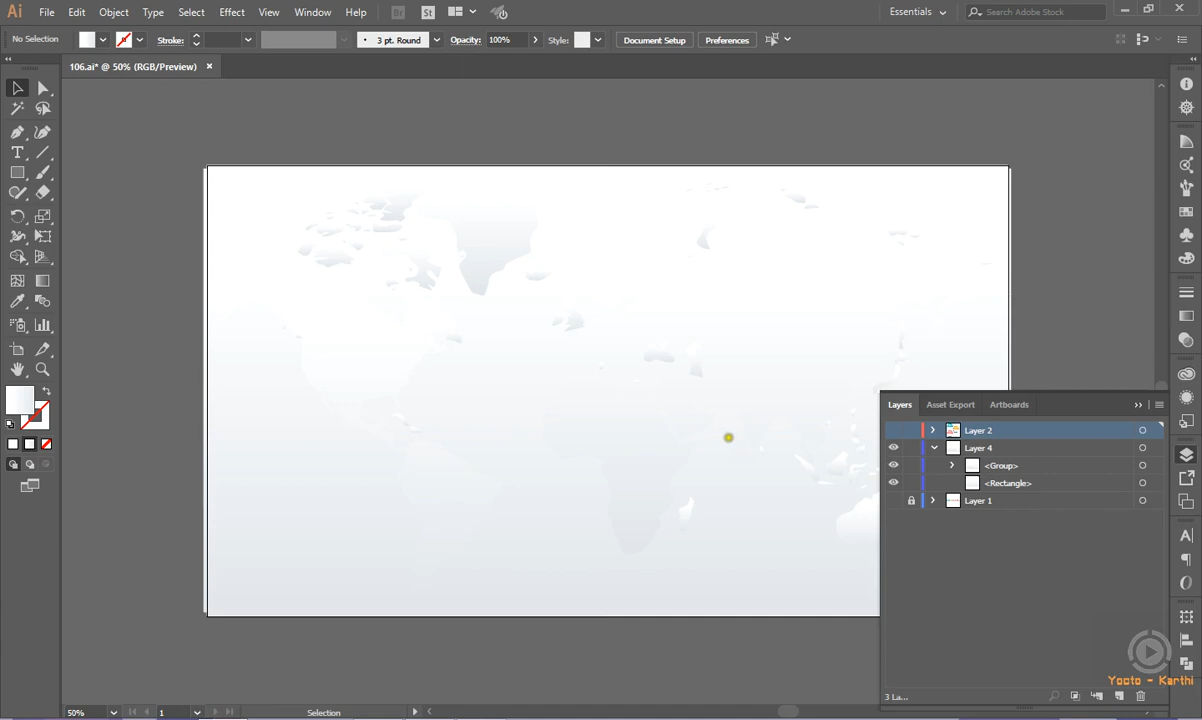 Ai File Edit Object Type Select Effect View Window Help Br St Essentials Search Adobe Stock
No Selection Stroke: 3 pt. Round Opacity: 100% Style: Document Setup Preferences
106.ai* @ 50% (RGB/Preview) ×
Layers Asset Export Artboards
Layer 2
Layer 4
<Group>
<Rectangle>
Layer 1
Yooto - Karthi
3 La...
50% 1 Selection